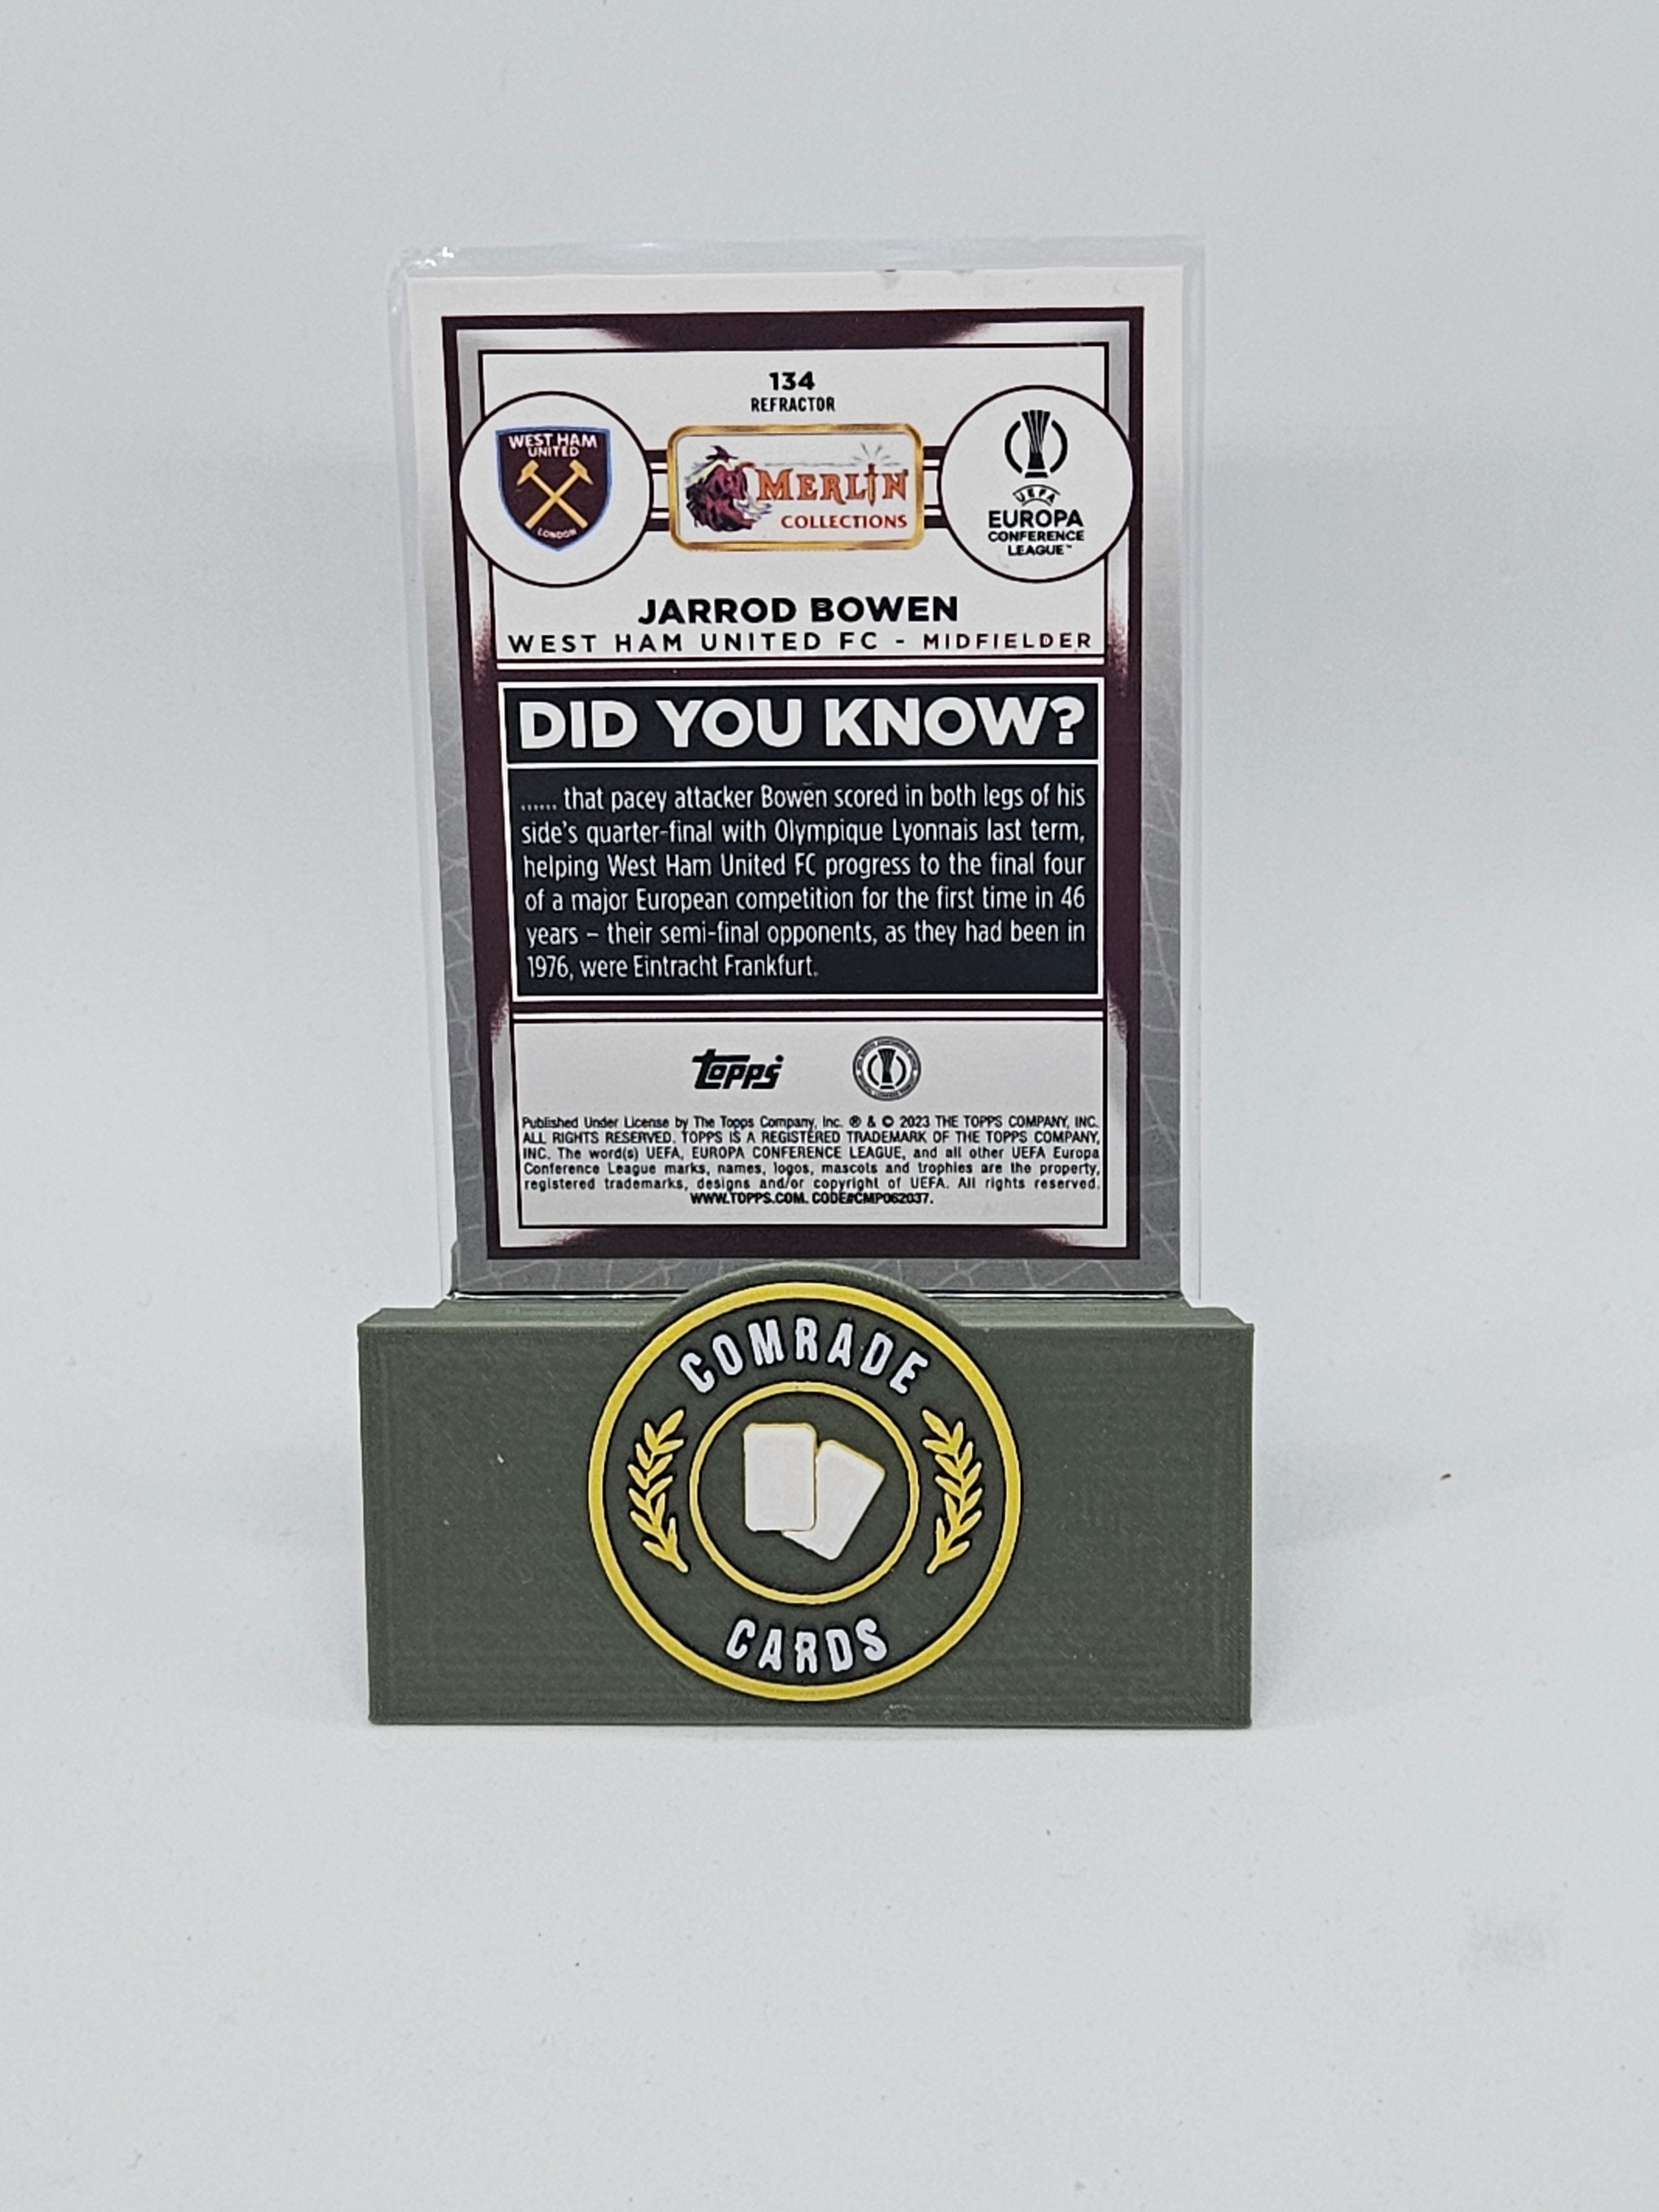 134
REFRACTOR
WEST HAM
UNITED
LONDON
MERLIN
COLLECTIONS
UEFA
EUROPA
CONFERENCE
LEAGUE™
JARROD BOWEN
WEST HAM UNITED FC - MIDFIELDER
DID YOU KNOW?
...... that pacey attacker Bowen scored in both legs of his
side's quarter-final with Olympique Lyonnais last term,
helping West Ham United FC progress to the final four
of a major European competition for the first time in 46
years – their semi-final opponents, as they had been in
1976, were Eintracht Frankfurt.
topps
Published Under License by The Topps Company, Inc. ® & © 2023 THE TOPPS COMPANY, INC.
ALL RIGHTS RESERVED. TOPPS IS A REGISTERED TRADEMARK OF THE TOPPS COMPANY,
INC. The word(s) UEFA, EUROPA CONFERENCE LEAGUE, and all other UEFA Europa
Conference League marks, names, logos, mascots and trophies are the property,
registered trademarks, designs and/or copyright of UEFA. All rights reserved.
WWW.TOPPS.COM. CODE#CMP062037.
COMRADE
CARDS